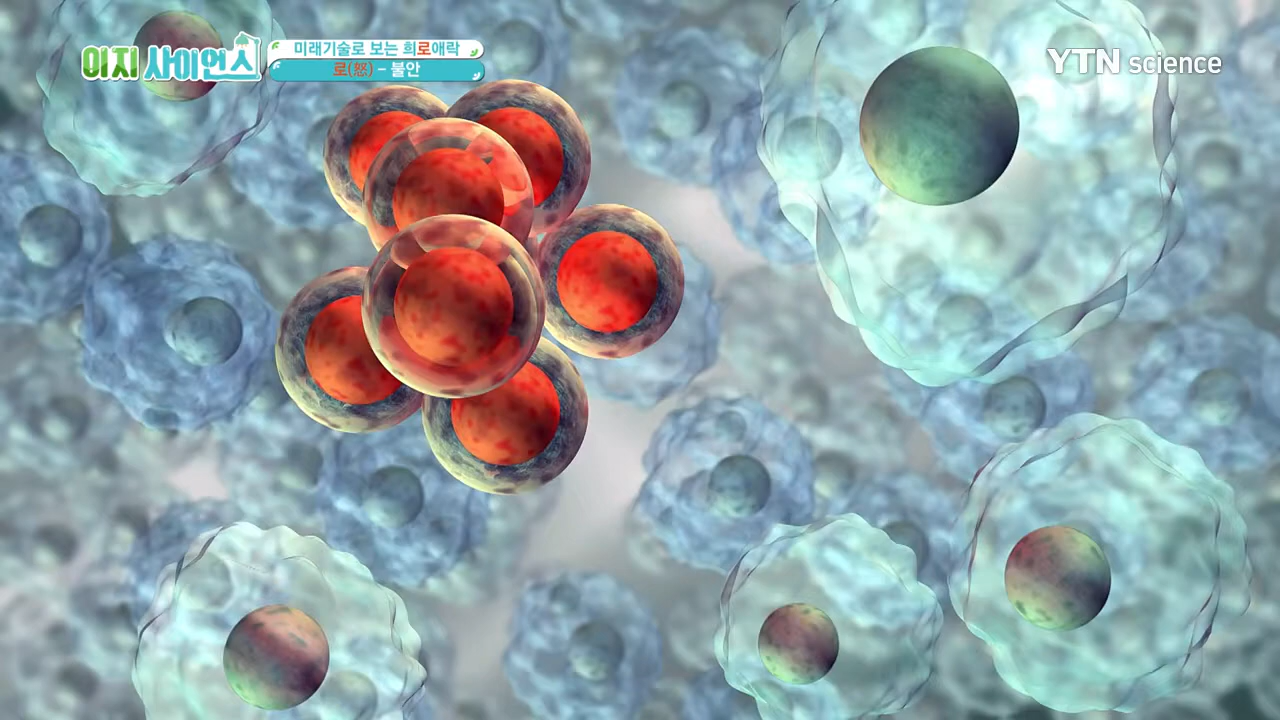 이지 사이언스
미래기술로 보는 희로애락
로(怒) - 불안
YTN science